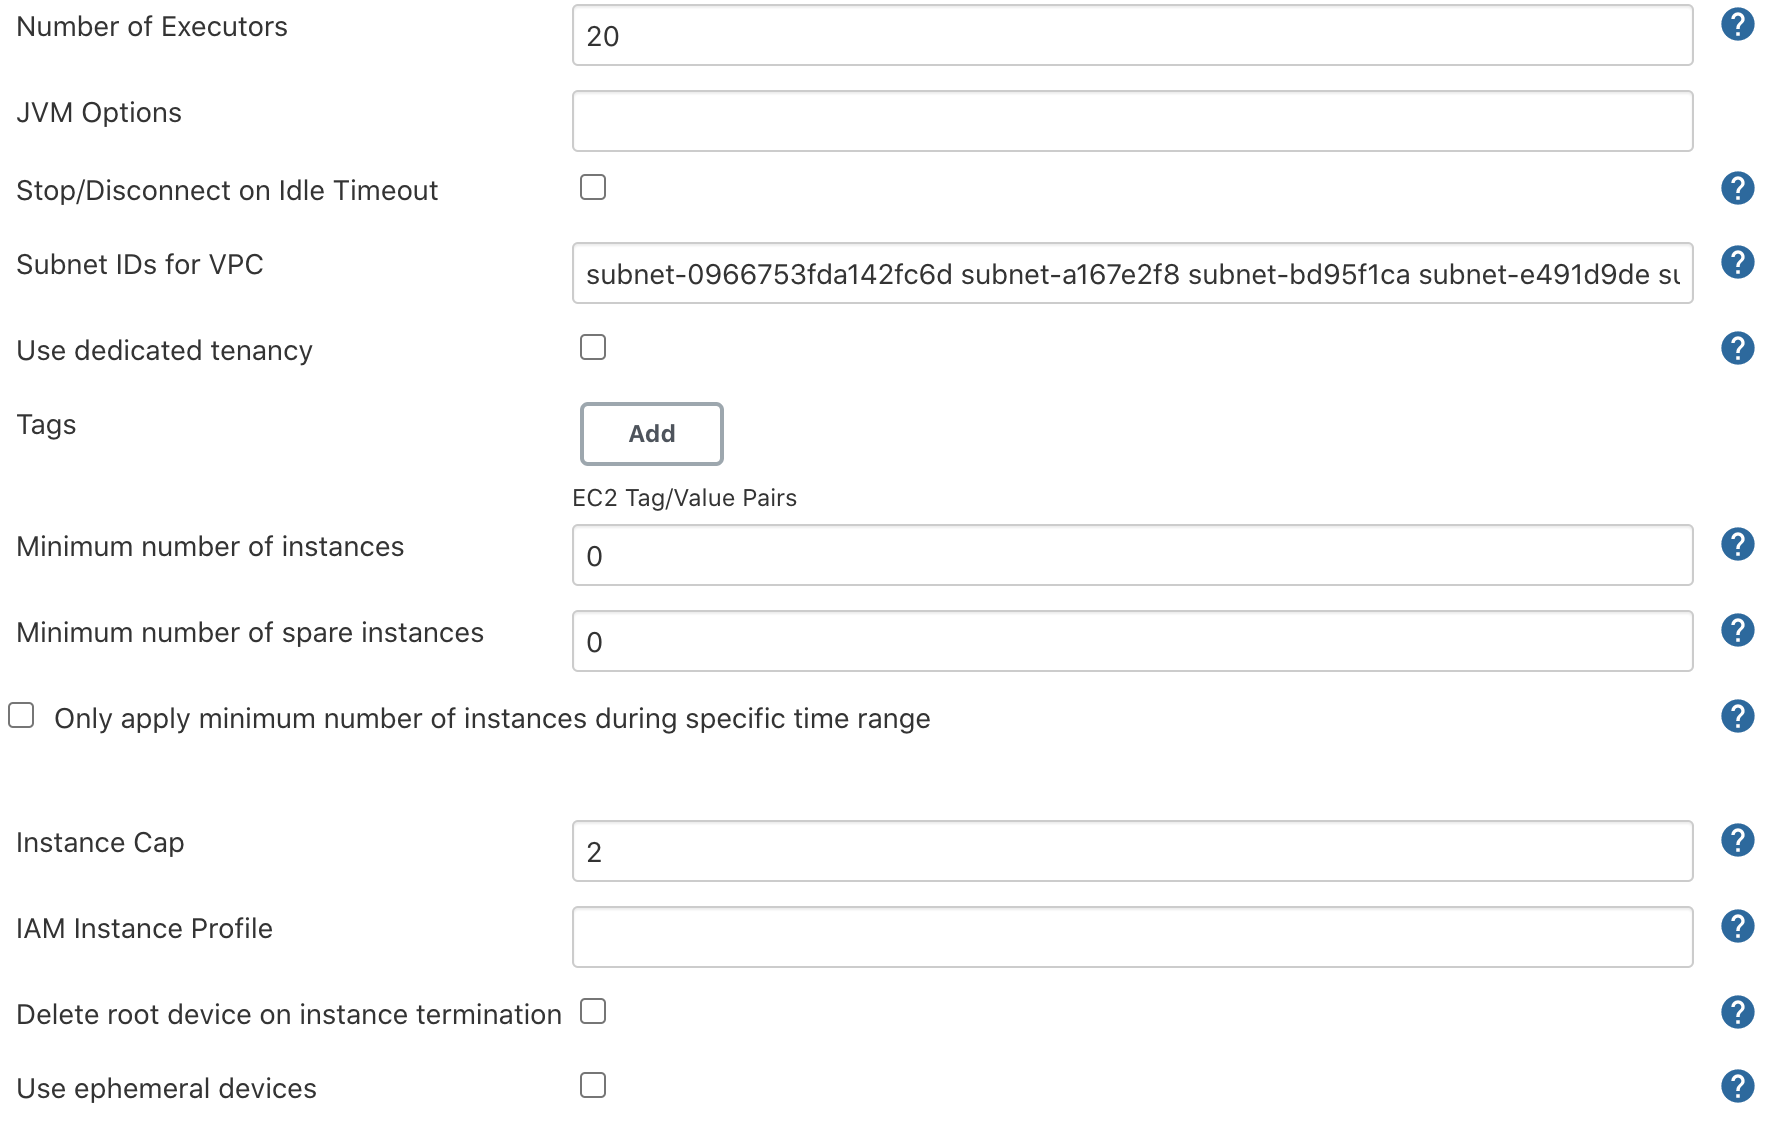 Number of Executors
20
JVM Options
Stop/Disconnect on Idle Timeout
Subnet IDs for VPC
subnet-0966753fda142fc6d subnet-a167e2f8 subnet-bd95f1ca subnet-e491d9de
Use dedicated tenancy
Tags
Add
EC2 Tag/Value Pairs
Minimum number of instances
0
Minimum number of spare instances
0
Only apply minimum number of instances during specific time range
Instance Cap
2
IAM Instance Profile
Delete root device on instance termination
Use ephemeral devices